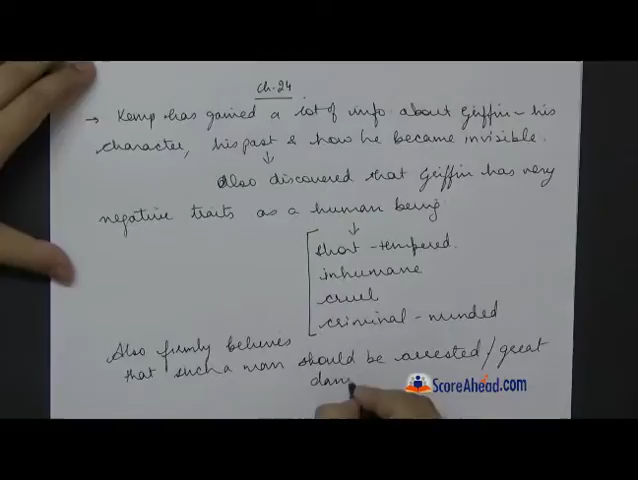 Ch.24
→ Kemp has gained a lot of info about Griffin - his
character, his past & how he became invisible.
Also discovered that Griffin has very
negative traits as a human being
short-tempered.
inhumane
cruel
criminal-minded
Also firmly believes
that such a man should be arrested/great
dan
ScoreAhead.com